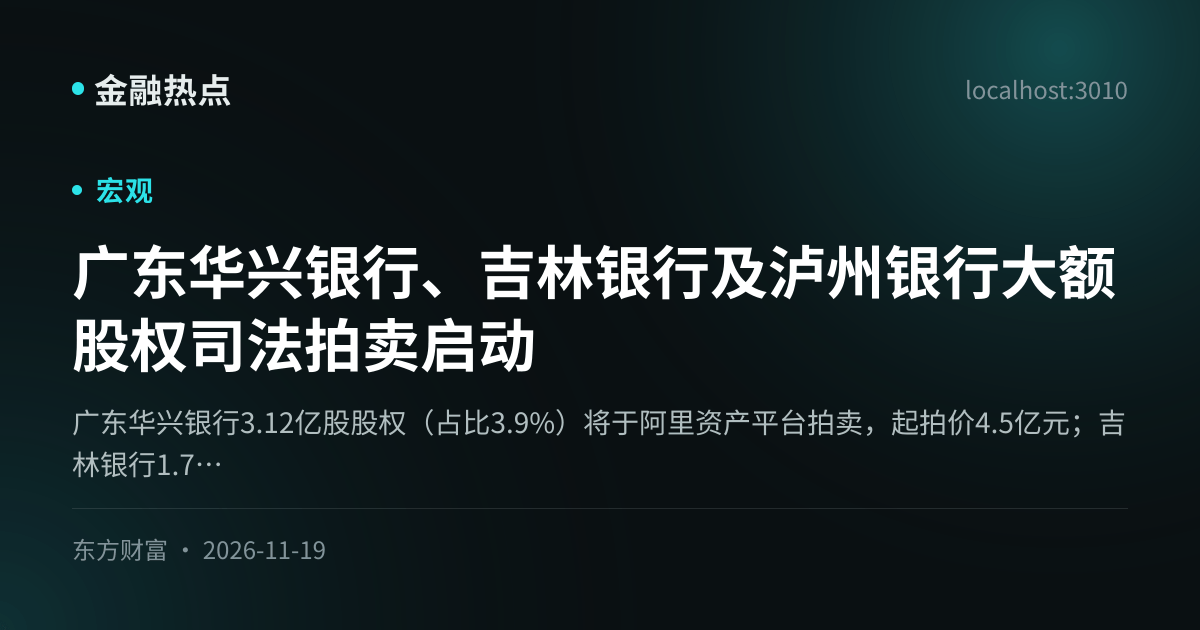 金融热点
localhost:3010
宏观
广东华兴银行、吉林银行及泸州银行大额
股权司法拍卖启动
广东华兴银行3.12亿股股权（占比3.9%）将于阿里资产平台拍卖，起拍价4.5亿元；吉
林银行1.7…
东方财富 · 2026-11-19